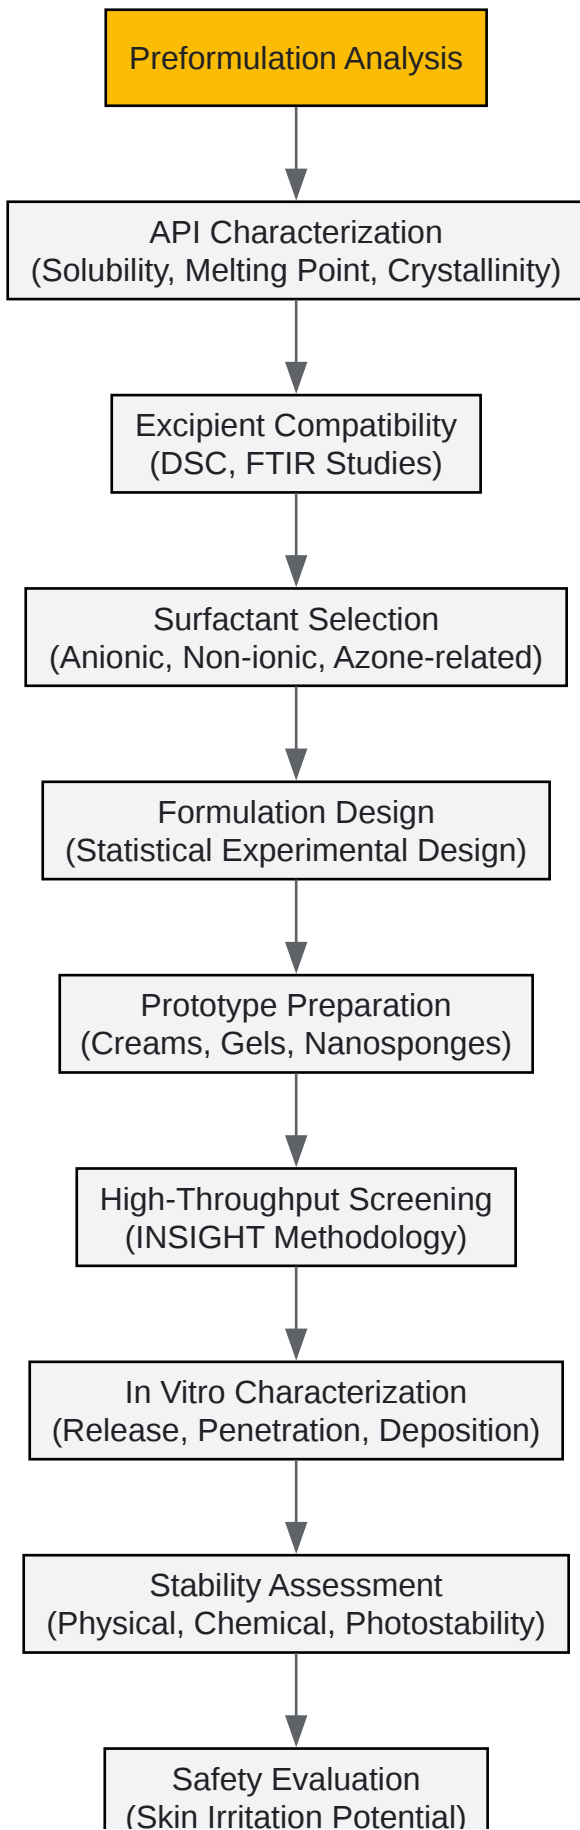 Preformulation Analysis
API Characterization
(Solubility, Melting Point, Crystallinity)
Excipient Compatibility
(DSC, FTIR Studies)
Surfactant Selection
(Anionic, Non-ionic, Azone-related)
Formulation Design
(Statistical Experimental Design)
Prototype Preparation
(Creams, Gels, Nanosponges)
High-Throughput Screening
(INSIGHT Methodology)
In Vitro Characterization
(Release, Penetration, Deposition)
Stability Assessment
(Physical, Chemical, Photostability)
Safety Evaluation
(Skin Irritation Potential)